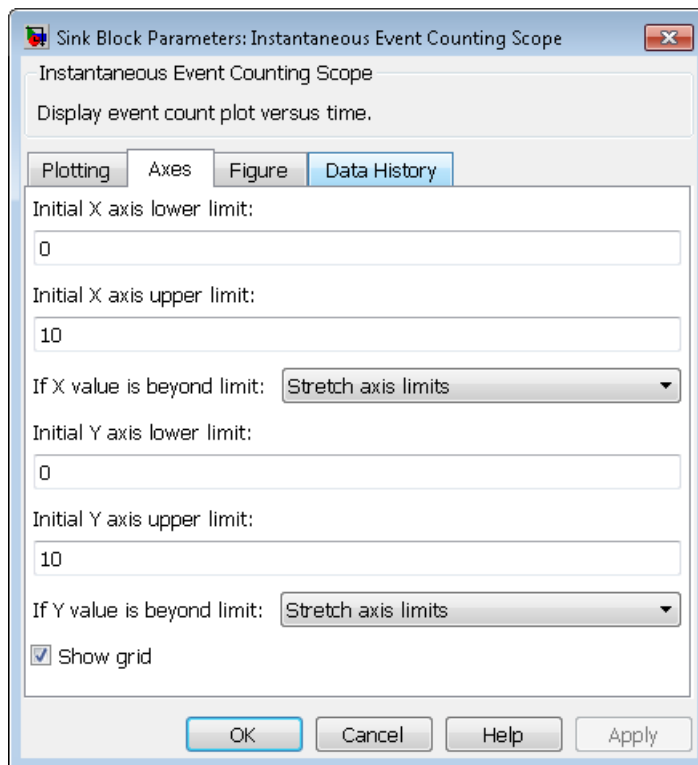 Sink Block Parameters: Instantaneous Event Counting Scope
Instantaneous Event Counting Scope
Display event count plot versus time.
Plotting Axes Figure Data History
Initial X axis lower limit:
0
Initial X axis upper limit:
10
If X value is beyond limit: Stretch axis limits
Initial Y axis lower limit:
0
Initial Y axis upper limit:
10
If Y value is beyond limit: Stretch axis limits
Show grid
OK Cancel Help Apply